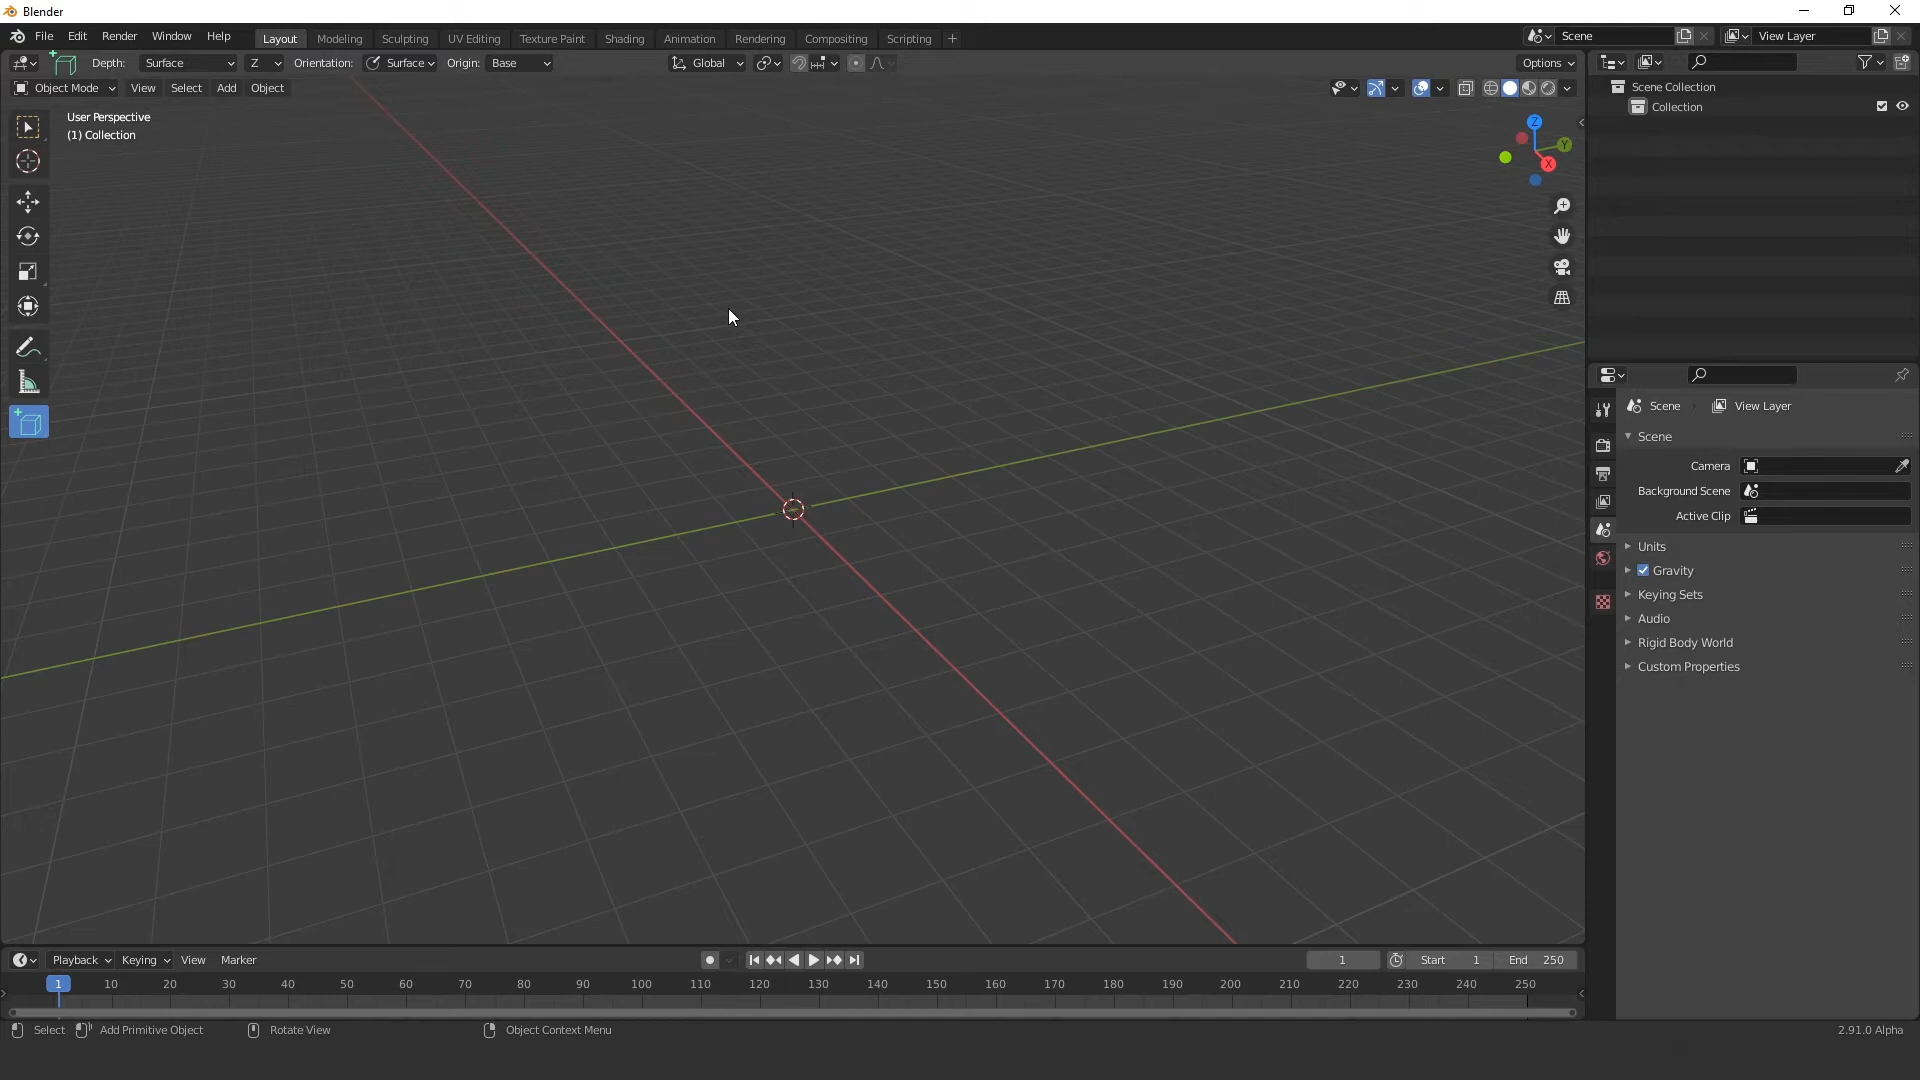 Blender
File Edit Render Window Help Layout Modeling Sculpting UV Editing Texture Paint Shading Animation Rendering Compositing Scripting + Scene View Layer
Depth: Surface Z Orientation: Surface Origin: Base Global Options
Object Mode View Select Add Object
User Perspective
(1) Collection
Z
Y
X
Scene Collection
Collection
Scene View Layer
Scene
Camera
Background Scene
Active Clip
Units
Gravity
Keying Sets
Audio
Rigid Body World
Custom Properties
Playback Keying View Marker 1 Start 1 End 250
1 10 20 30 40 50 60 70 80 90 100 110 120 130 140 150 160 170 180 190 200 210 220 230 240 250
Select Add Primitive Object Rotate View Object Context Menu 2.91.0 Alpha